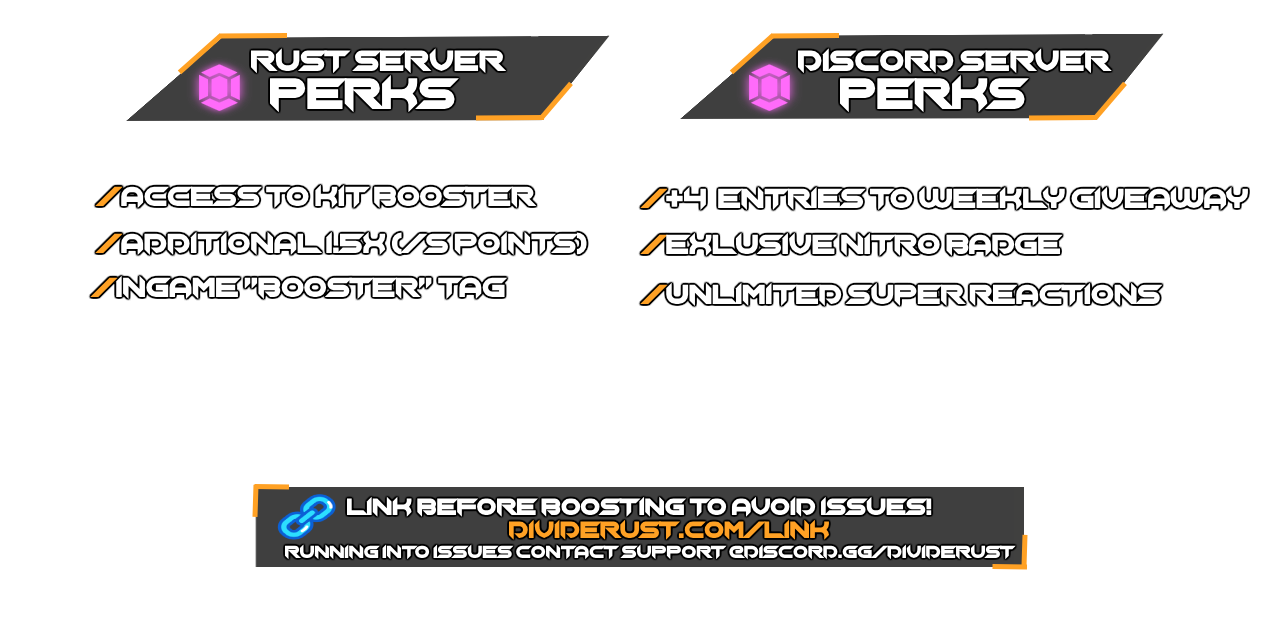 RUST SERVER
PERKS
ACCESS TO KIT BOOSTER
ADDITIONAL 1.5X (/S POINTS)
INGAME "BOOSTER" TAG
DISCORD SERVER
PERKS
+4 ENTRIES TO WEEKLY GIVEAWAY
EXLUSIVE NITRO BADGE
UNLIMITED SUPER REACTIONS
LINK BEFORE BOOSTING TO AVOID ISSUES!
DIVIDERUST.COM/LINK
RUNNING INTO ISSUES CONTACT SUPPORT @DISCORD.GG/DIVIDERUST